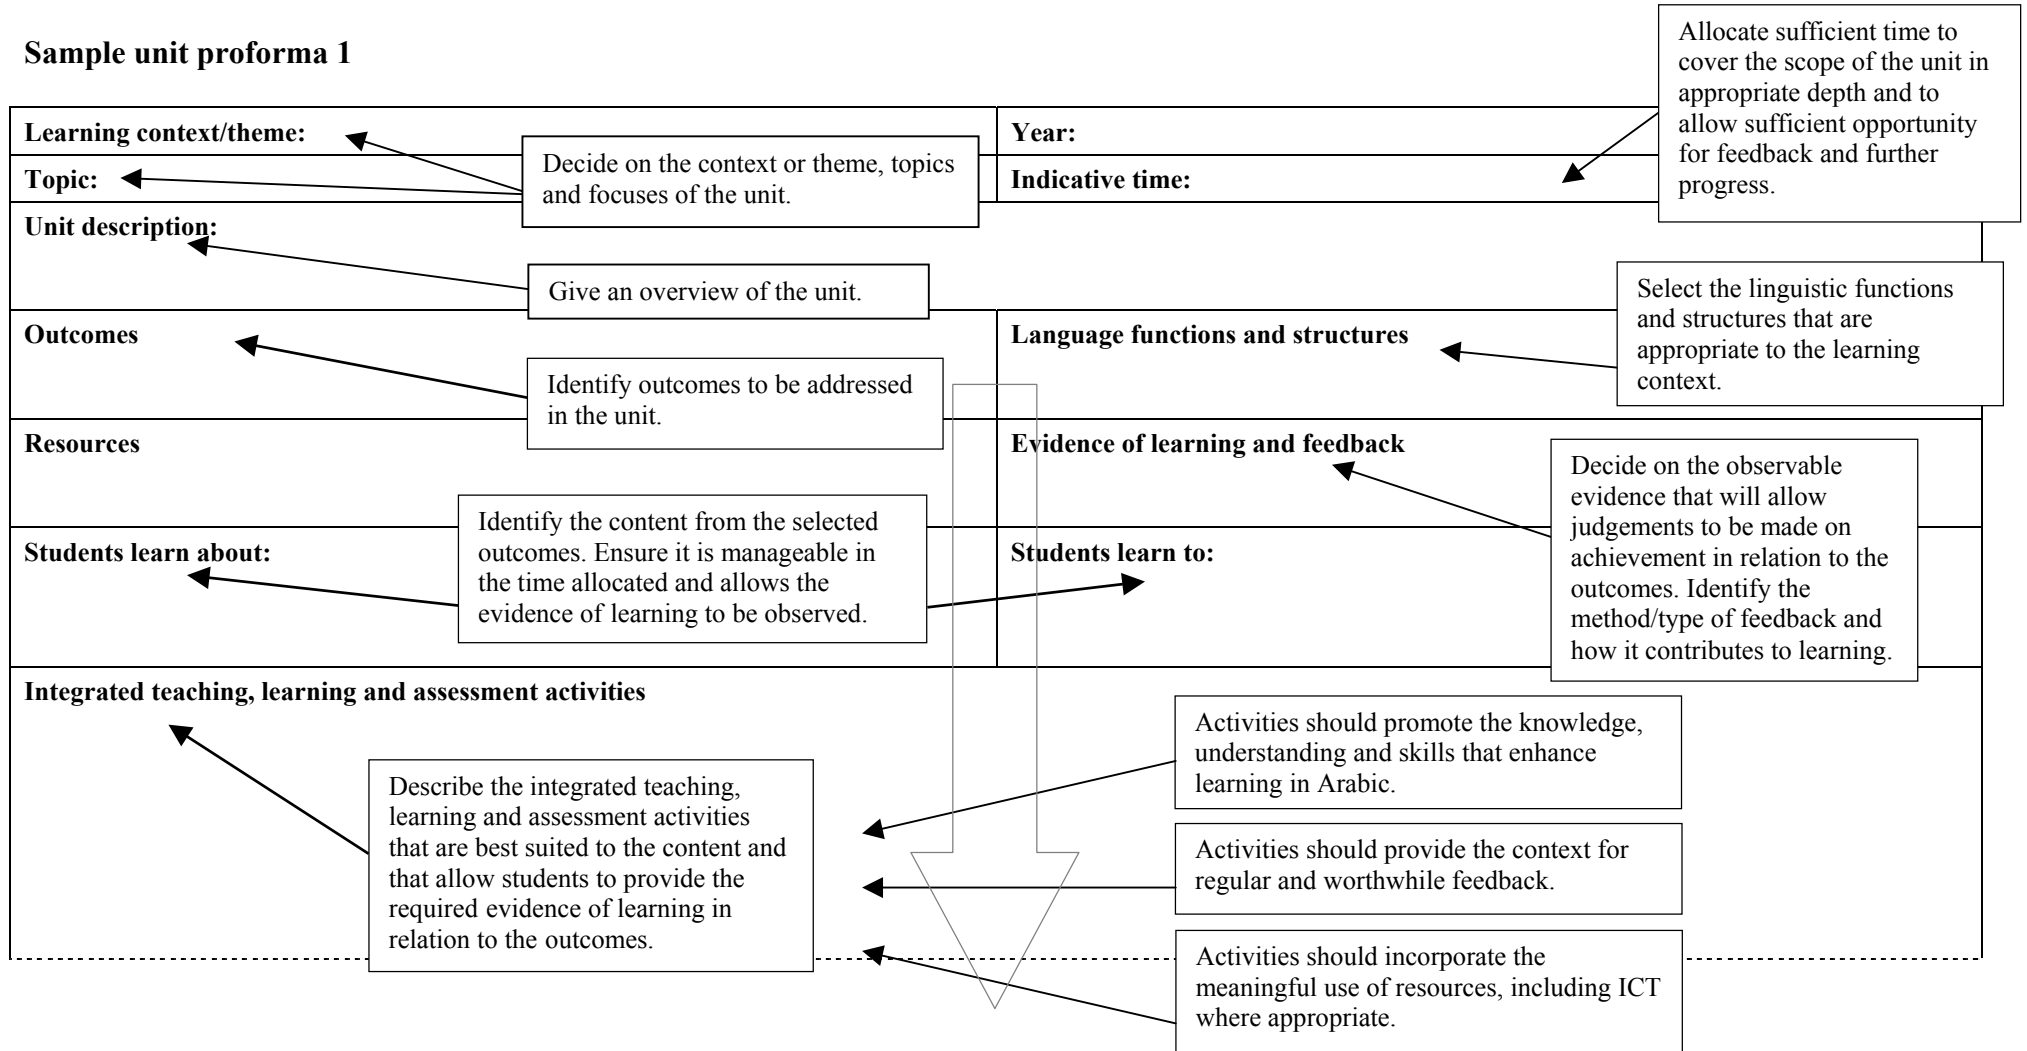 Sample unit proforma 1
Allocate sufficient time to
cover the scope of the unit in
appropriate depth and to
allow sufficient opportunity
for feedback and further
progress.
Learning context/theme:
Year:
Decide on the context or theme, topics
and focuses of the unit.
Topic:
Indicative time:
Unit description:
Give an overview of the unit.
Select the linguistic functions
and structures that are
appropriate to the learning
context.
Outcomes
Language functions and structures
Identify outcomes to be addressed
in the unit.
Resources
Evidence of learning and feedback
Decide on the observable
evidence that will allow
judgements to be made on
achievement in relation to the
outcomes. Identify the
method/type of feedback and
how it contributes to learning.
Identify the content from the selected
outcomes. Ensure it is manageable in
the time allocated and allows the
evidence of learning to be observed.
Students learn about:
Students learn to:
Integrated teaching, learning and assessment activities
Describe the integrated teaching,
learning and assessment activities
that are best suited to the content and
that allow students to provide the
required evidence of learning in
relation to the outcomes.
Activities should promote the knowledge,
understanding and skills that enhance
learning in Arabic.
Activities should provide the context for
regular and worthwhile feedback.
Activities should incorporate the
meaningful use of resources, including ICT
where appropriate.